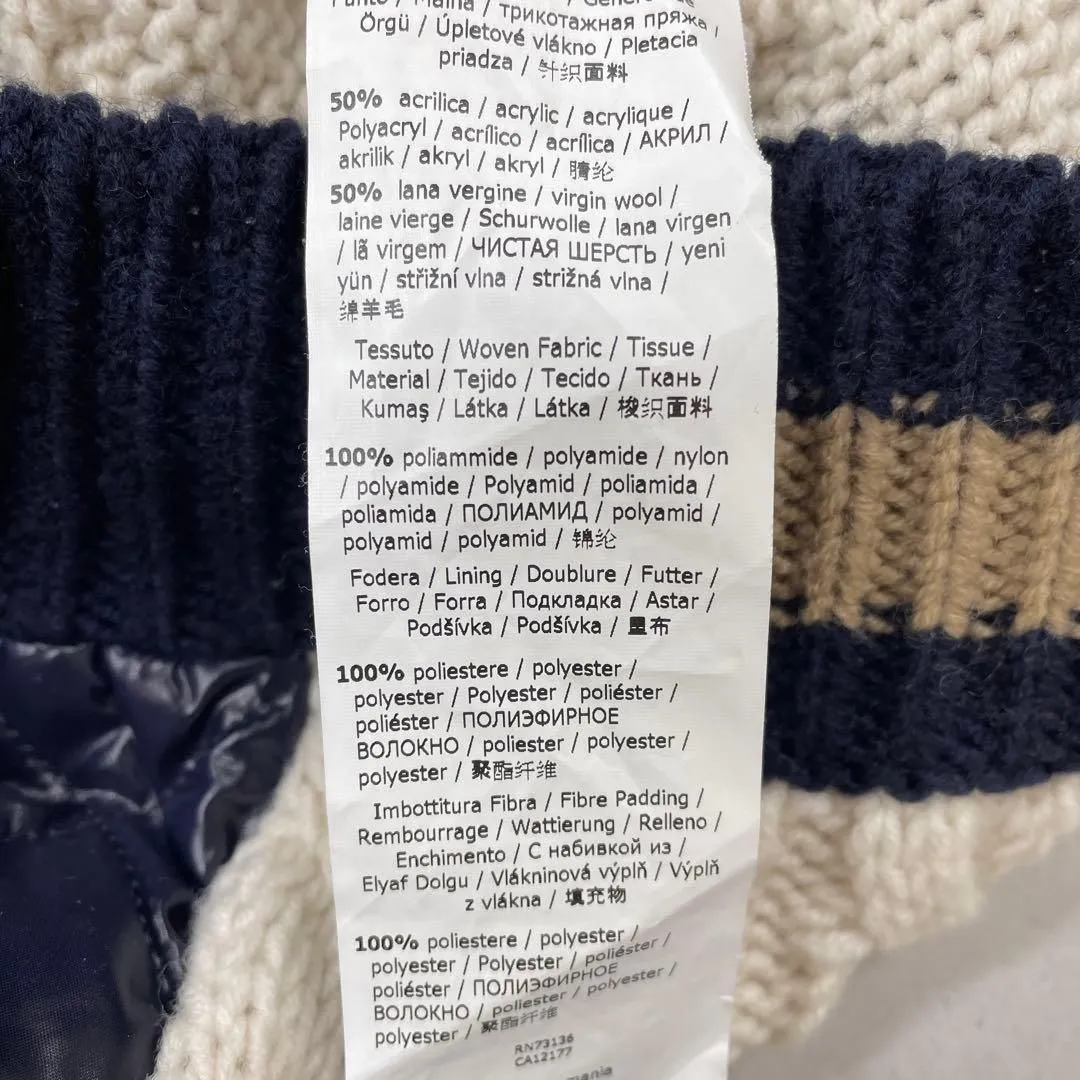 трикотажная пряжа /
Örgü / Úpletové vlákno / Pletacia
priadza / 针织面料
50% acrilica / acrylic / acrylique /
Polyacryl / acrílico / acrílica / АКРИЛ /
akrilik / akryl / akryl / 腈纶
50% lana vergine / virgin wool /
laine vierge / Schurwolle / lana virgen
/ lã virgem / ЧИСТАЯ ШЕРСТЬ / yeni
yün / střižní vlna / strižná vlna /
绵羊毛
Tessuto / Woven Fabric / Tissue /
Material / Tejido / Tecido / Ткань /
Kumaş / Látka / Látka / 梭织面料
100% poliammide / polyamide / nylon
/ polyamide / Polyamid / poliamida /
poliamida / ПОЛИАМИД / polyamid /
polyamid / polyamid / 锦纶
Fodera / Lining / Doublure / Futter /
Forro / Forra / Подкладка / Astar /
Podšívka / Podšívka / 里布
100% poliestere / polyester /
polyester / Polyester / poliéster /
poliéster / ПОЛИЭФИРНОЕ
ВОЛОКНО / poliester / polyester /
polyester / 聚酯纤维
Imbottitura Fibra / Fibre Padding /
Rembourrage / Wattierung / Relleno /
Enchimento / С набивкой из /
Elyaf Dolgu / Vlákninová výplň / Výplň
z vlákna / 填充物
100% poliestere / polyester /
polyester / Polyester / poliéster /
poliéster / ПОЛИЭФИРНОЕ
ВОЛОКНО / poliester / polyester /
polyester / 聚酯纤维
RN73136
CA12177